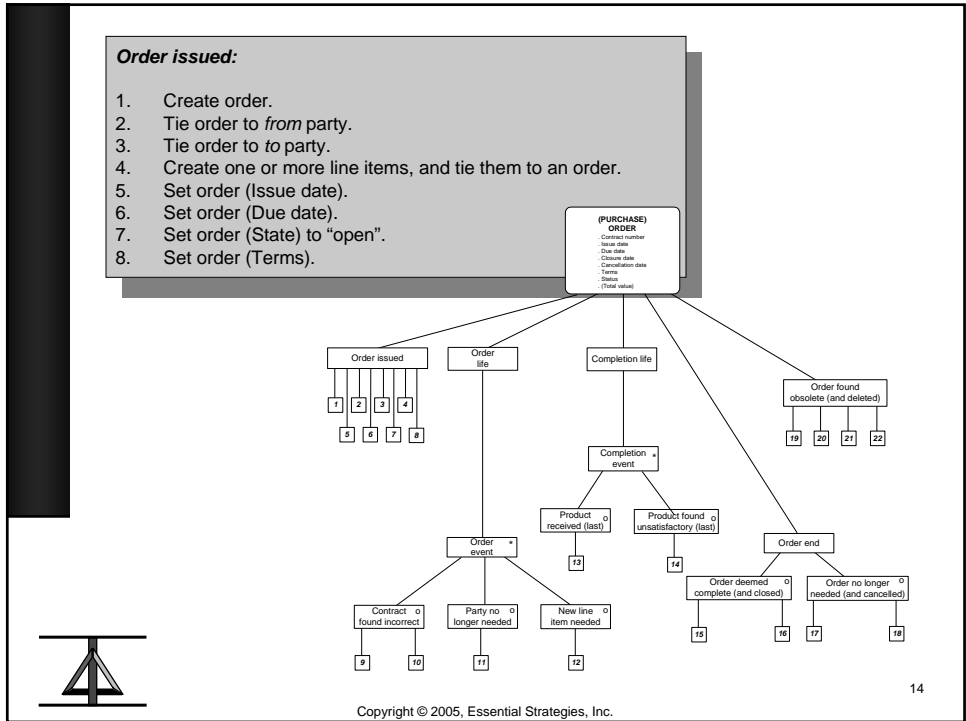 Order issued:
1. Create order.
2. Tie order to from party.
3. Tie order to to party.
4. Create one or more line items, and tie them to an order.
5. Set order (Issue date).
6. Set order (Due date).
7. Set order (State) to “open”.
8. Set order (Terms).
(PURCHASE)
ORDER
. Contract number
. Issue date
. Due date
. Closure date
. Cancellation date
. Terms
. Status
. (Total value)
Order issued
1
2
3
4
5
6
7
8
Order
life
Completion life
Order found
obsolete (and deleted)
19
20
21
22
Completion *
event
Product o
received (last)
Product found o
unsatisfactory (last)
13
14
Order *
event
Order end
Contract o
found incorrect
Party no o
longer needed
New line o
item needed
9
10
11
12
Order deemed o
complete (and closed)
Order no longer o
needed (and cancelled)
15
16
17
18
14
Copyright © 2005, Essential Strategies, Inc.